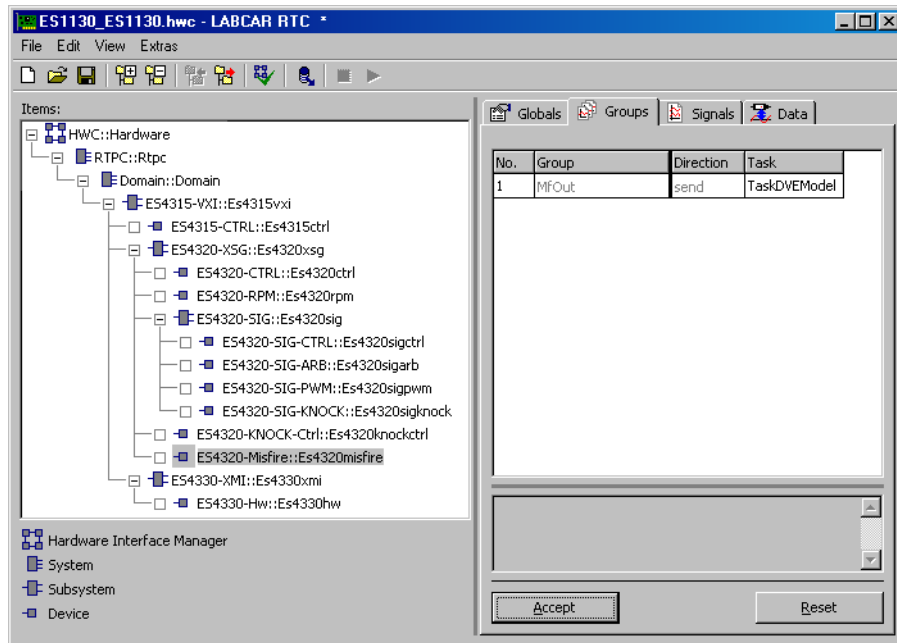 ES1130_ES1130.hwc - LABCAR RTC *
File Edit View Extras
Items:
HWC::Hardware
RTPC::Rtpc
Domain::Domain
ES4315-VXI::Es4315vxi
ES4315-CTRL::Es4315ctrl
ES4320-XSG::Es4320xsg
ES4320-CTRL::Es4320ctrl
ES4320-RPM::Es4320rpm
ES4320-SIG::Es4320sig
ES4320-SIG-CTRL::Es4320sigctrl
ES4320-SIG-ARB::Es4320sigarb
ES4320-SIG-PWM::Es4320sigpwm
ES4320-SIG-KNOCK::Es4320sigknock
ES4320-KNOCK-Ctrl::Es4320knockctrl
ES4320-Misfire::Es4320misfire
ES4330-XMI::Es4330xmi
ES4330-Hw::Es4330hw
Hardware Interface Manager
System
Subsystem
Device
Globals Groups Signals Data
No. Group Direction Task
1 MfOut send TaskDVEModel
Accept Reset